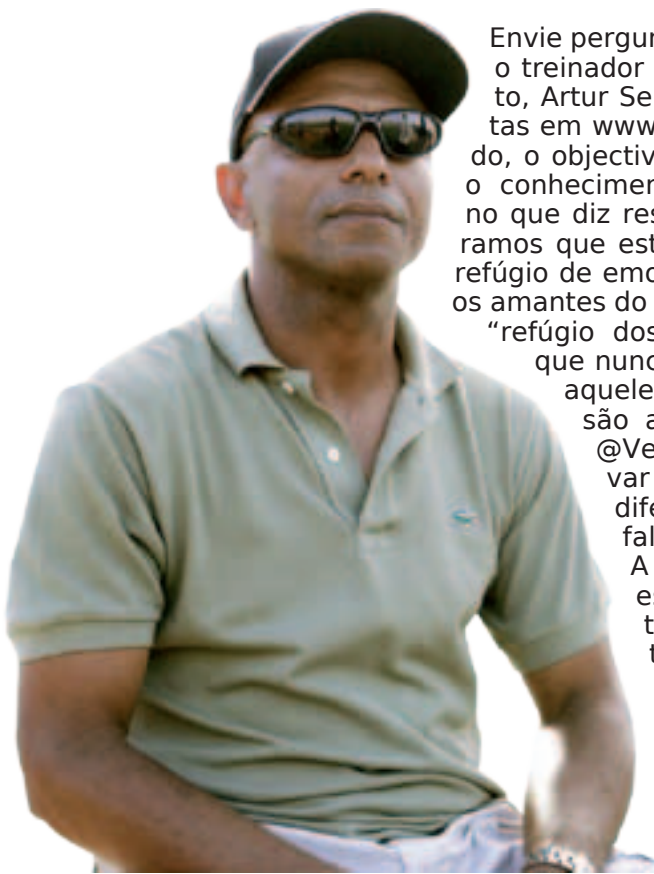 Envie pergun
o treinador
to, Artur Se
tas em www
do, o objectiv
o conhecimen
no que diz res
ramos que est
refúgio de emo
os amantes do
“refúgio dos
que nunc
aquele
são a
@Ve
var
dife
fal
A
es
t
t